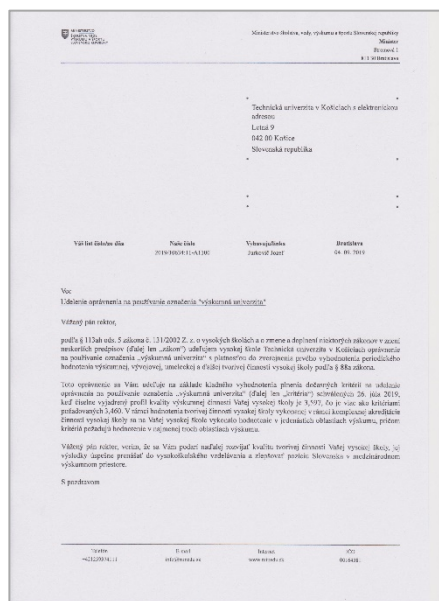 Ministerstvo školstva, vedy, výskumu a športu Slovenskej republiky
Minister
Technická univerzita v Košiciach s elektronickou
adresou
Letná 9
042 00 Košice
Slovenská republika
Váš list číslo/zo dňa
Naše číslo
Vybavuje/linka
Bratislava
Jurkovič Jozef
04. 09. 2019
Vec
Udelenie oprávnenia na používanie označenia "výskumná univerzita"
Vážený pán rektor,
podľa § 113ah ods. 5 zákona č. 131/2002 Z. z. o vysokých školách a o zmene a doplnení niektorých zákonov v znení
neskorších predpisov (ďalej len „zákon“) udeľujem vysokej škole Technická univerzita v Košiciach oprávnenie
na používanie označenia „výskumná univerzita“ s platnosťou do zverejnenia prvého vyhodnotenia periodického
hodnotenia výskumnej, vývojovej, umeleckej a ďalšej tvorivej činnosti vysokej školy podľa § 88a zákona.
Toto oprávnenie sa Vám udeľuje na základe kladného vyhodnotenia plnenia dočasných kritérií na udelenie
oprávnenia na používanie označenia „výskumná univerzita“ (ďalej len „kritériá“) schválených 26. júla 2019,
keď číselne vyjadrený profil kvality výskumnej činnosti Vašej vysokej školy je 3,597, čo je viac ako kritériami
požadovaných 3,460. V rámci hodnotenia tvorivej činnosti vysokej školy vykonanej v rámci komplexnej akreditácie
činností vysokej školy sa na Vašej vysokej škole vykonalo hodnotenie v jedenástich oblastiach výskumu, pričom
kritériá požadujú hodnotenie v najmenej troch oblastiach výskumu.
Vážený pán rektor, verím, že sa Vám podarí naďalej rozvíjať kvalitu tvorivej činnosti Vašej vysokej školy, jej
výsledky úspešne prenášať do vysokoškolského vzdelávania a zlepšovať pozíciu Slovenska v medzinárodnom
výskumnom priestore.
S pozdravom
Telefón
E-mail
Internet
IČO